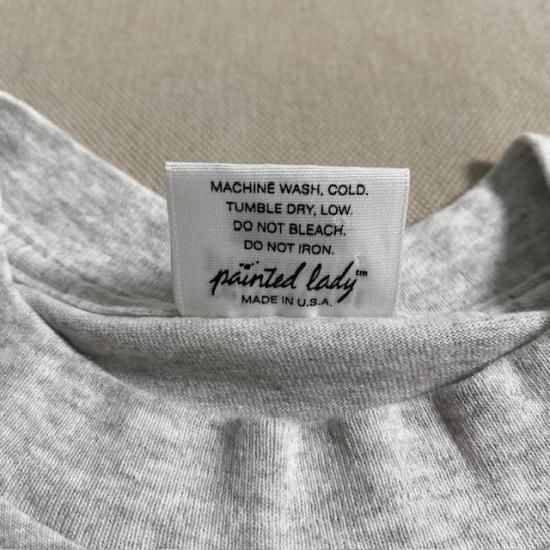 MACHINE WASH, COLD.
TUMBLE DRY, LOW.
DO NOT BLEACH.
DO NOT IRON.
painted lady™
MADE IN U.S.A.